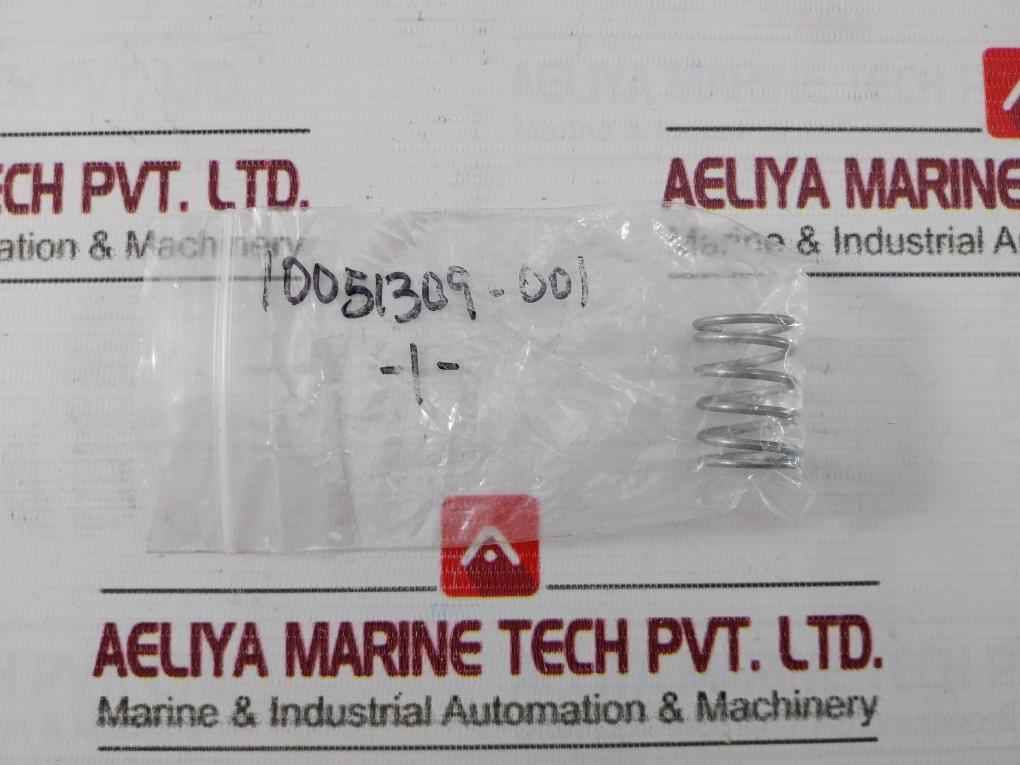 ECH PVT. LTD.
ation & Machinery
AELIYA MARINE
Marine & Industrial A
10051309-001
-1-
AELIYA MARINE TECH PVT. LTD.
Marine & Industrial Automation & Machinery